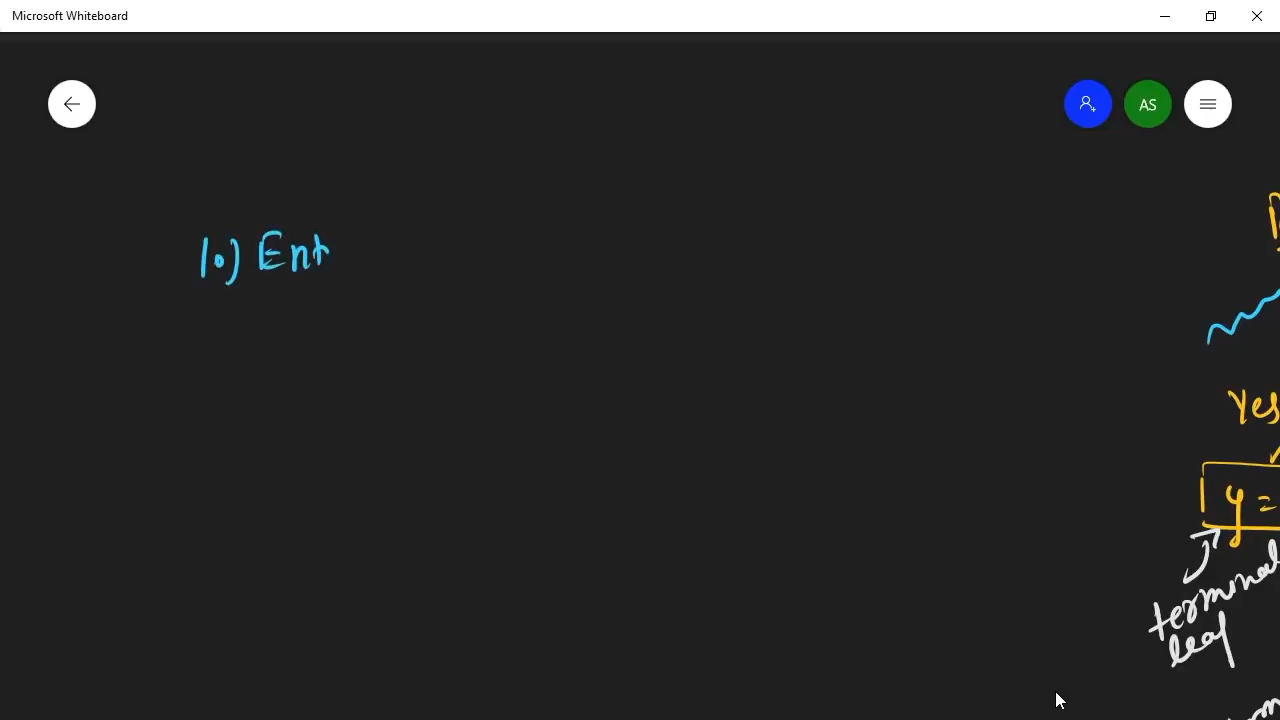 Microsoft Whiteboard
AS
10) Ent
Yes
y =
terminal
leaf